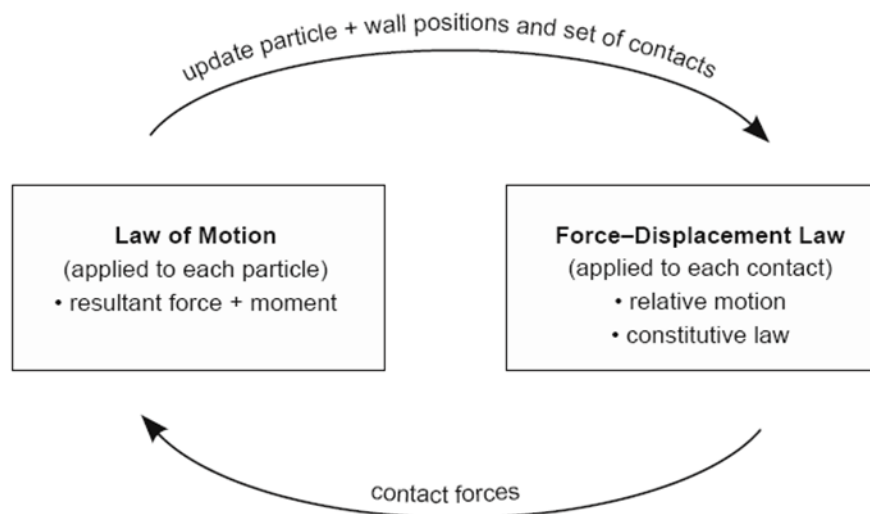 update particle + wall positions and set of contacts
Law of Motion
(applied to each particle)
• resultant force + moment
Force–Displacement Law
(applied to each contact)
• relative motion
• constitutive law
contact forces